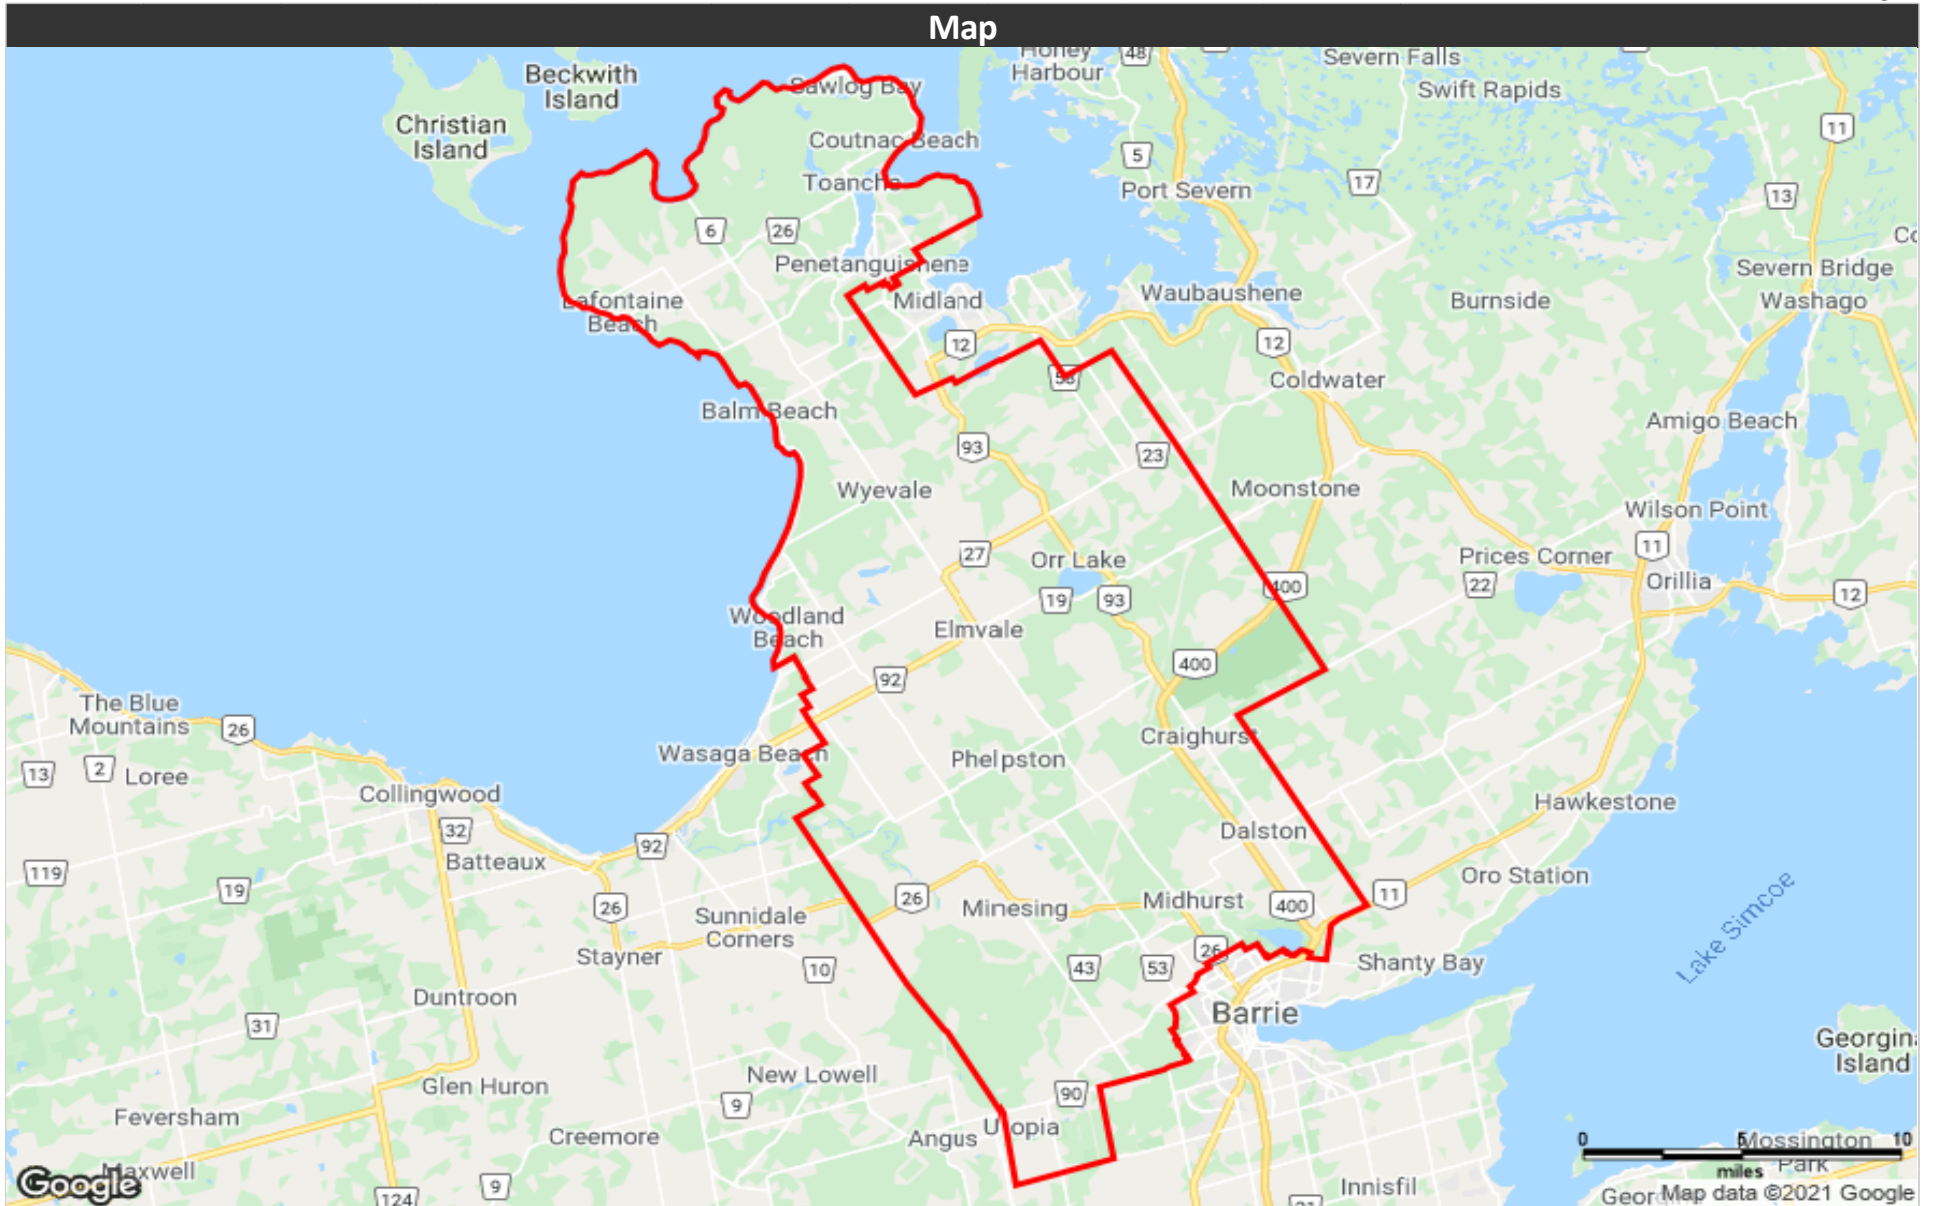 Map
Honey
Harbour
48
Severn Falls
Beckwith
Island
Sawlog Bay
Swift Rapids
Christian
Island
11
Coutnac Beach
5
Toanche
Port Severn
17
13
6
26
Penetanguishene
Severn Bridge
Lafontaine
Beach
Midland
Waubaushene
Burnside
Washago
12
12
58
Coldwater
Balm Beach
Amigo Beach
93
23
Wyevale
Moonstone
Wilson Point
27
Orr Lake
Prices Corner
11
400
22
Orillia
19
93
12
Woodland
Beach
Elmvale
400
92
The Blue
Mountains
26
Craighurst
Wasaga Beach
Phelpston
13
2
Loree
Collingwood
Hawkestone
32
Dalston
92
Batteaux
119
19
Oro Station
26
26
Minesing
Midhurst
400
11
Sunnidale
Corners
Lake Simcoe
Stayner
10
43
53
26
Shanty Bay
Duntroon
31
Barrie
Georgin
Island
New Lowell
Glen Huron
90
9
Feversham
Creemore
Angus
Utopia
0
5
10
Mossington
Park
miles
Maxwell
Google
9
124
Innisfil
Map data ©2021 Google